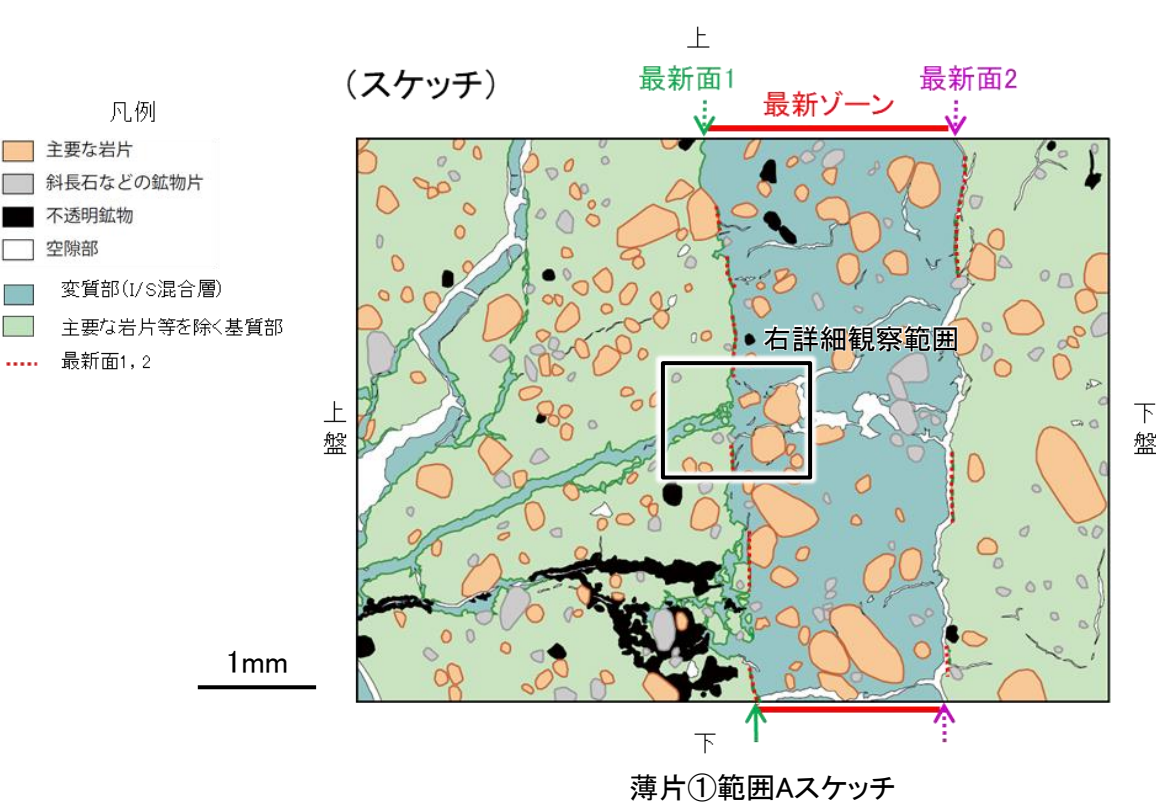 上
(スケッチ)
最新面1
最新面2
最新ゾーン
凡例
主要な岩片
斜長石などの鉱物片
不透明鉱物
空隙部
変質部(I/S混合層)
主要な岩片等を除く基質部
最新面1, 2
右詳細観察範囲
上盤
下盤
1mm
下
薄片①範囲Aスケッチ